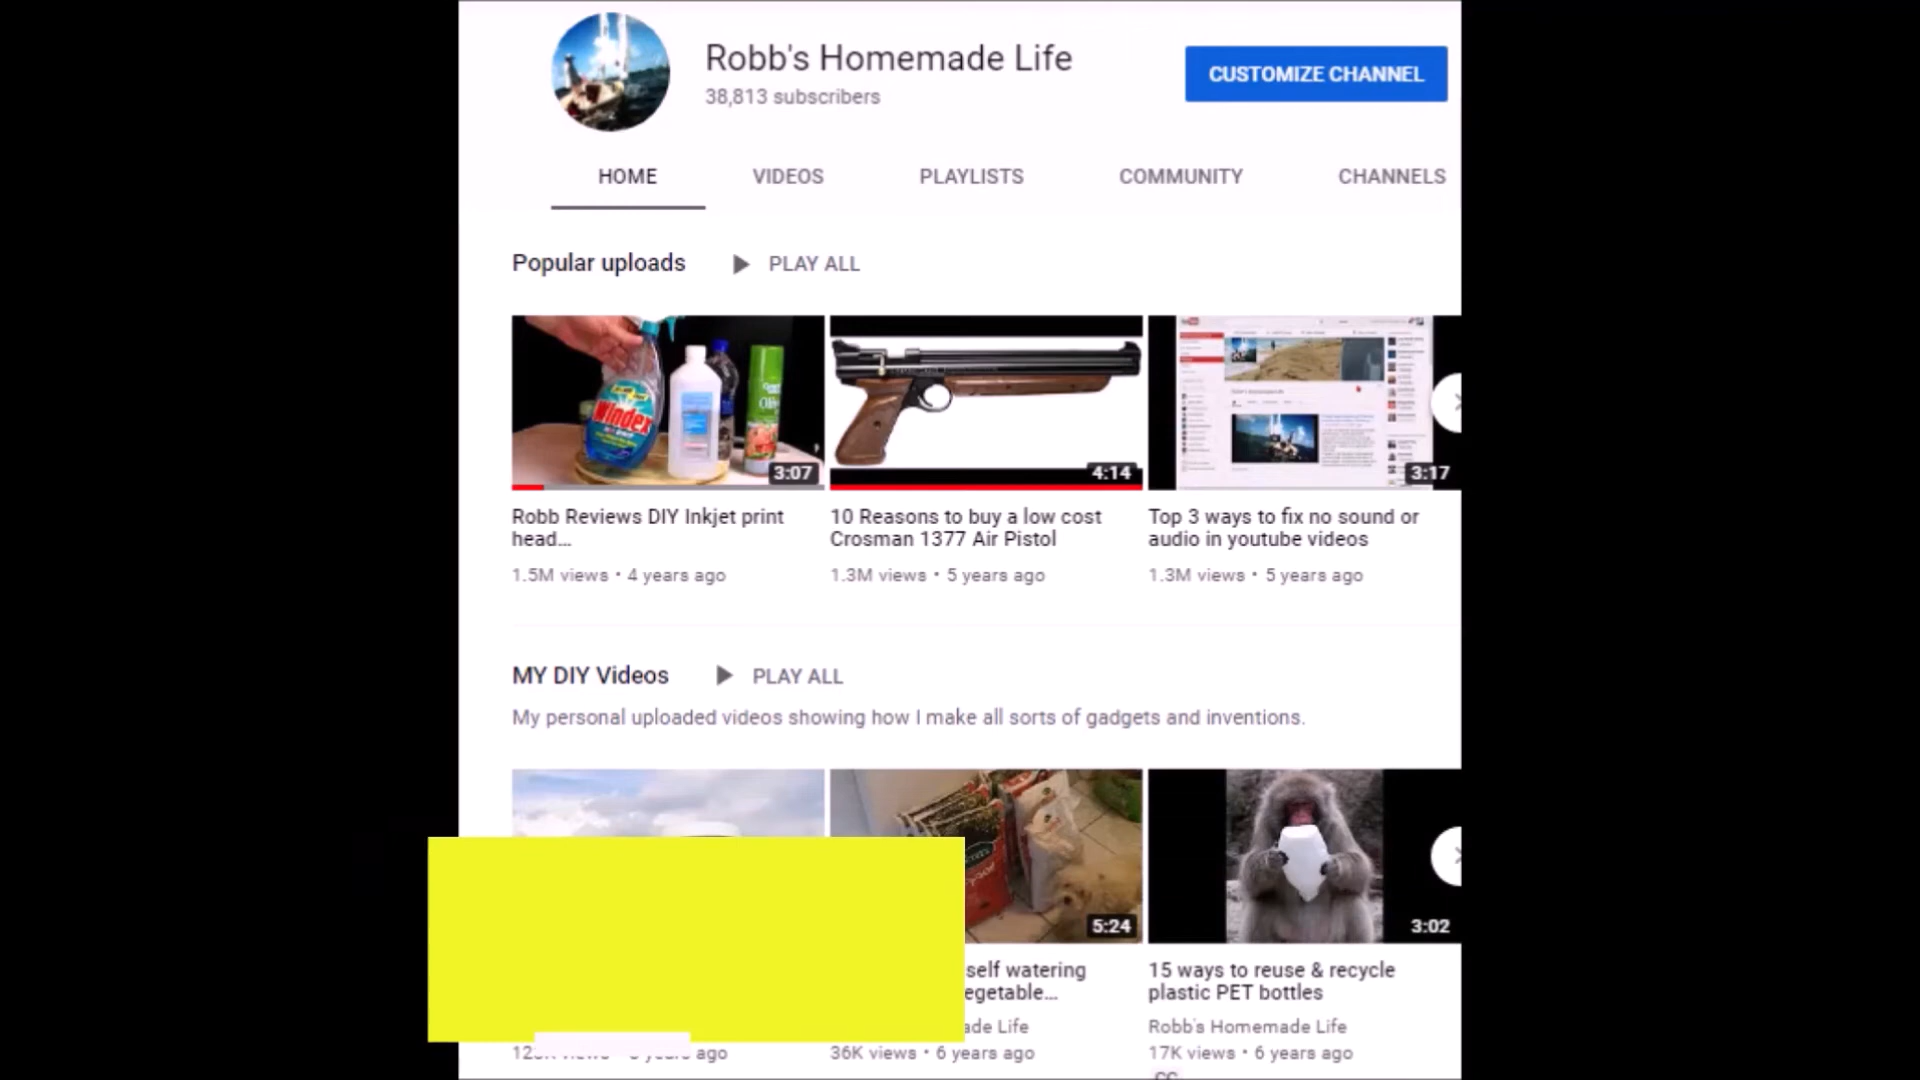 Robb's Homemade Life
38,813 subscribers
CUSTOMIZE CHANNEL
HOME VIDEOS PLAYLISTS COMMUNITY CHANNELS
Popular uploads PLAY ALL
Windex
3:07
4:14
3:17
Robb Reviews DIY Inkjet print
head...
1.5M views • 4 years ago
10 Reasons to buy a low cost
Crosman 1377 Air Pistol
1.3M views • 5 years ago
Top 3 ways to fix no sound or
audio in youtube videos
1.3M views • 5 years ago
MY DIY Videos PLAY ALL
My personal uploaded videos showing how I make all sorts of gadgets and inventions.
5:24
3:02
ago
self watering
36K views • 6 years ago
15 ways to reuse & recycle
plastic PET bottles
Robb's Homemade Life
17K views • 6 years ago